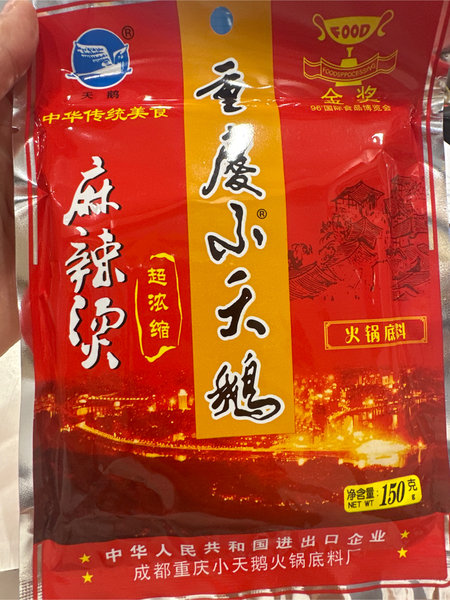 ®
天鹅
中华传统美食
FOOD
FOODSPPOCESSING
金奖
96'国际食品博览会
重慶小天鹅®
麻辣烫
超浓缩
火锅底料
净含量: 150克
NET WT g
中华人民共和国进出口企业
成都重庆小天鹅火锅底料厂